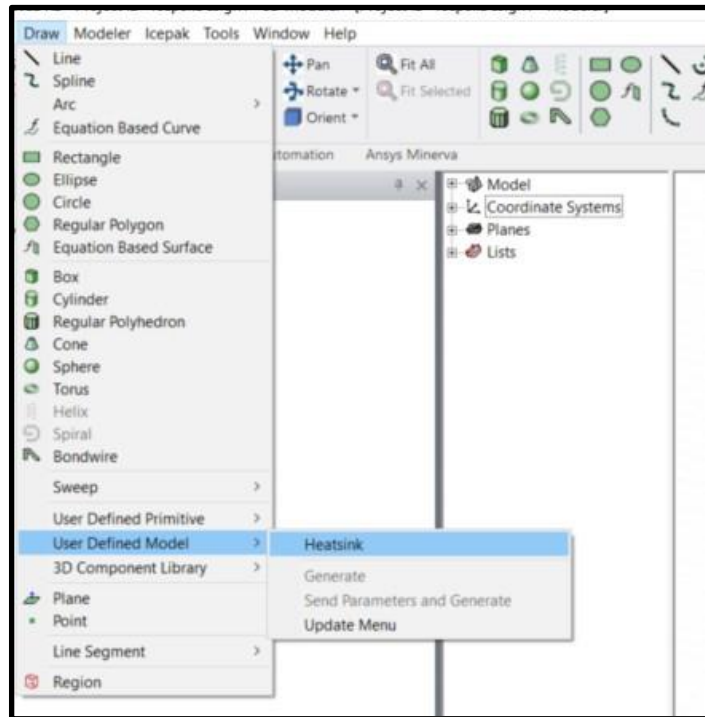 Draw Modeler Icepak Tools Window Help
Line
Spline
Arc
Equation Based Curve
Rectangle
Ellipse
Circle
Regular Polygon
Equation Based Surface
Box
Cylinder
Regular Polyhedron
Cone
Sphere
Torus
Helix
Spiral
Bondwire
Sweep
User Defined Primitive
User Defined Model
3D Component Library
Plane
Point
Line Segment
Region
Heatsink
Generate
Send Parameters and Generate
Update Menu
Pan
Rotate
Orient
Fit All
Fit Selected
tomation Ansys Minerva
Model
Coordinate Systems
Planes
Lists